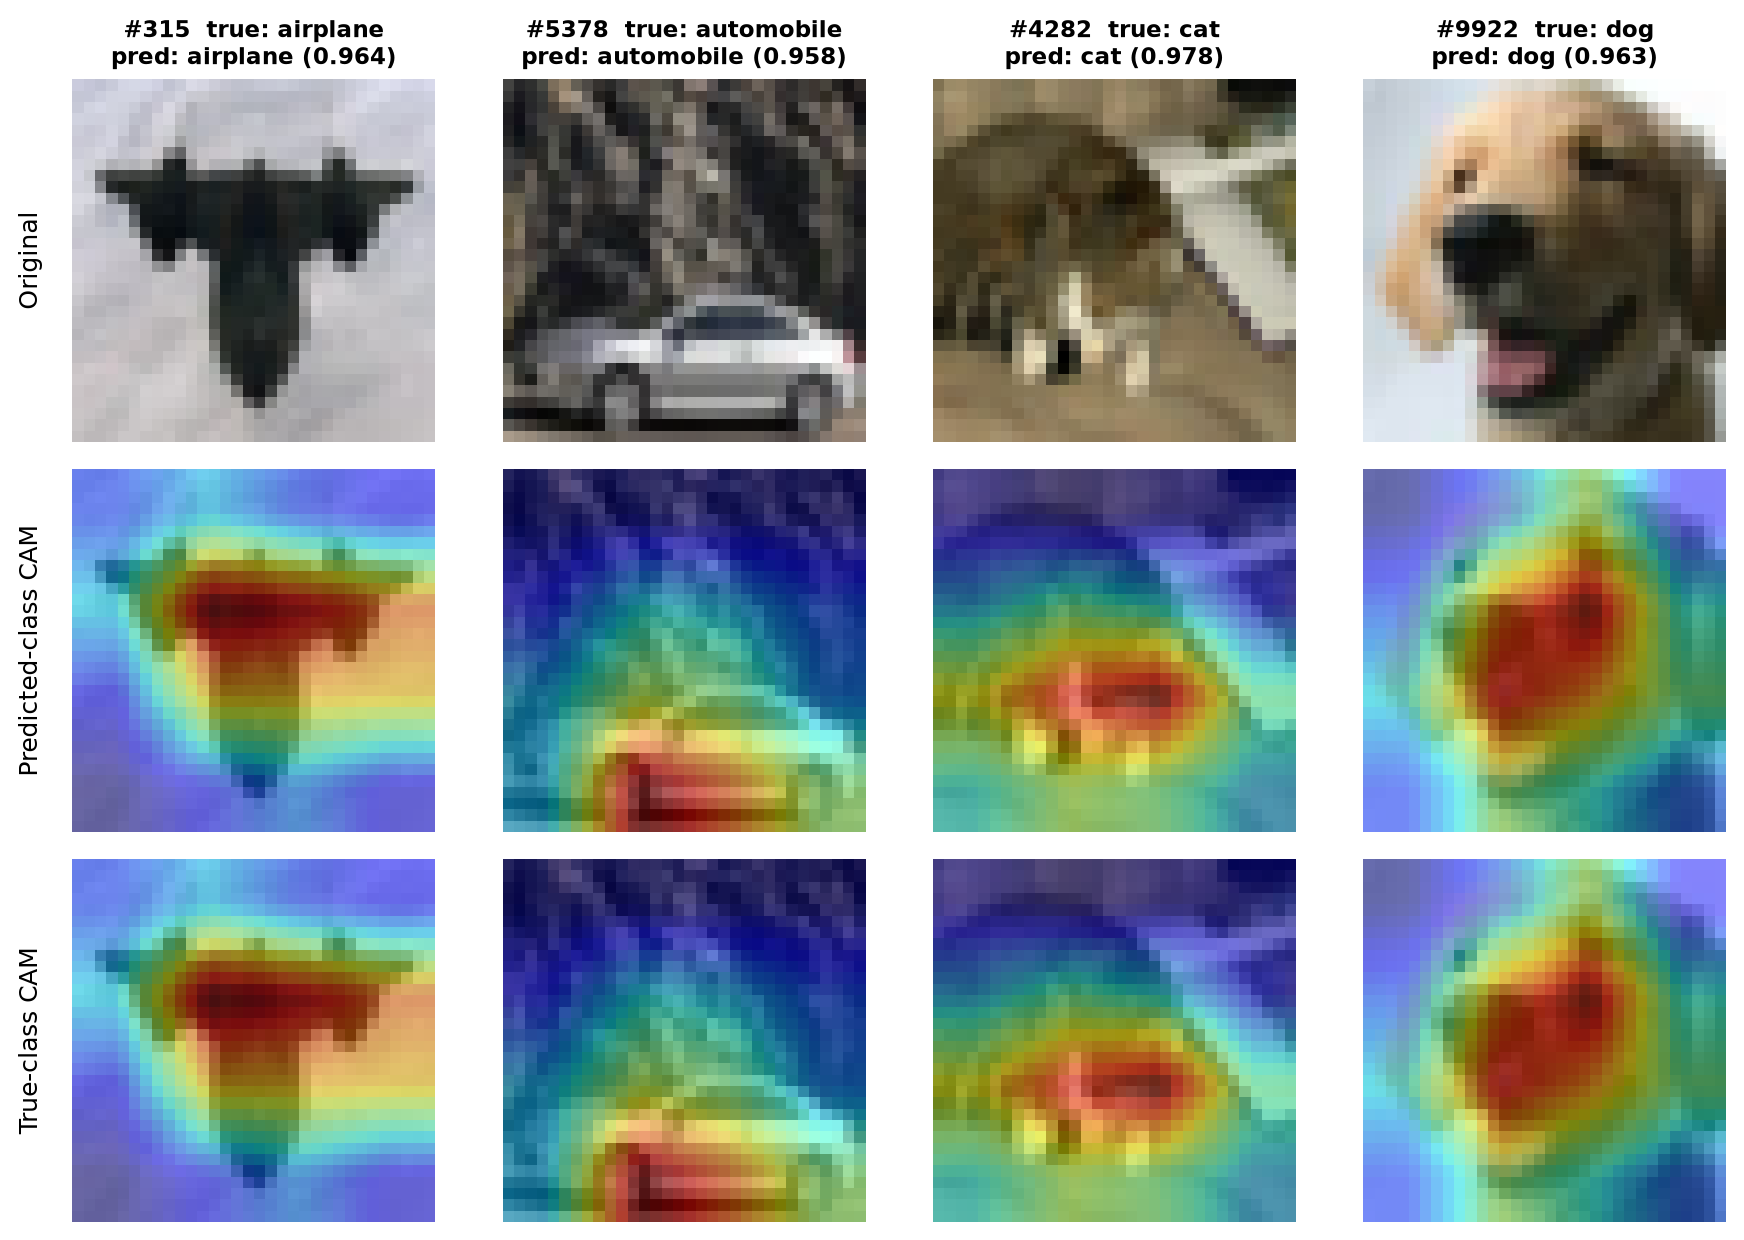 #315  true: airplane
pred: airplane (0.964)
#5378  true: automobile
pred: automobile (0.958)
#4282  true: cat
pred: cat (0.978)
#9922  true: dog
pred: dog (0.963)
Original
Predicted-class CAM
True-class CAM